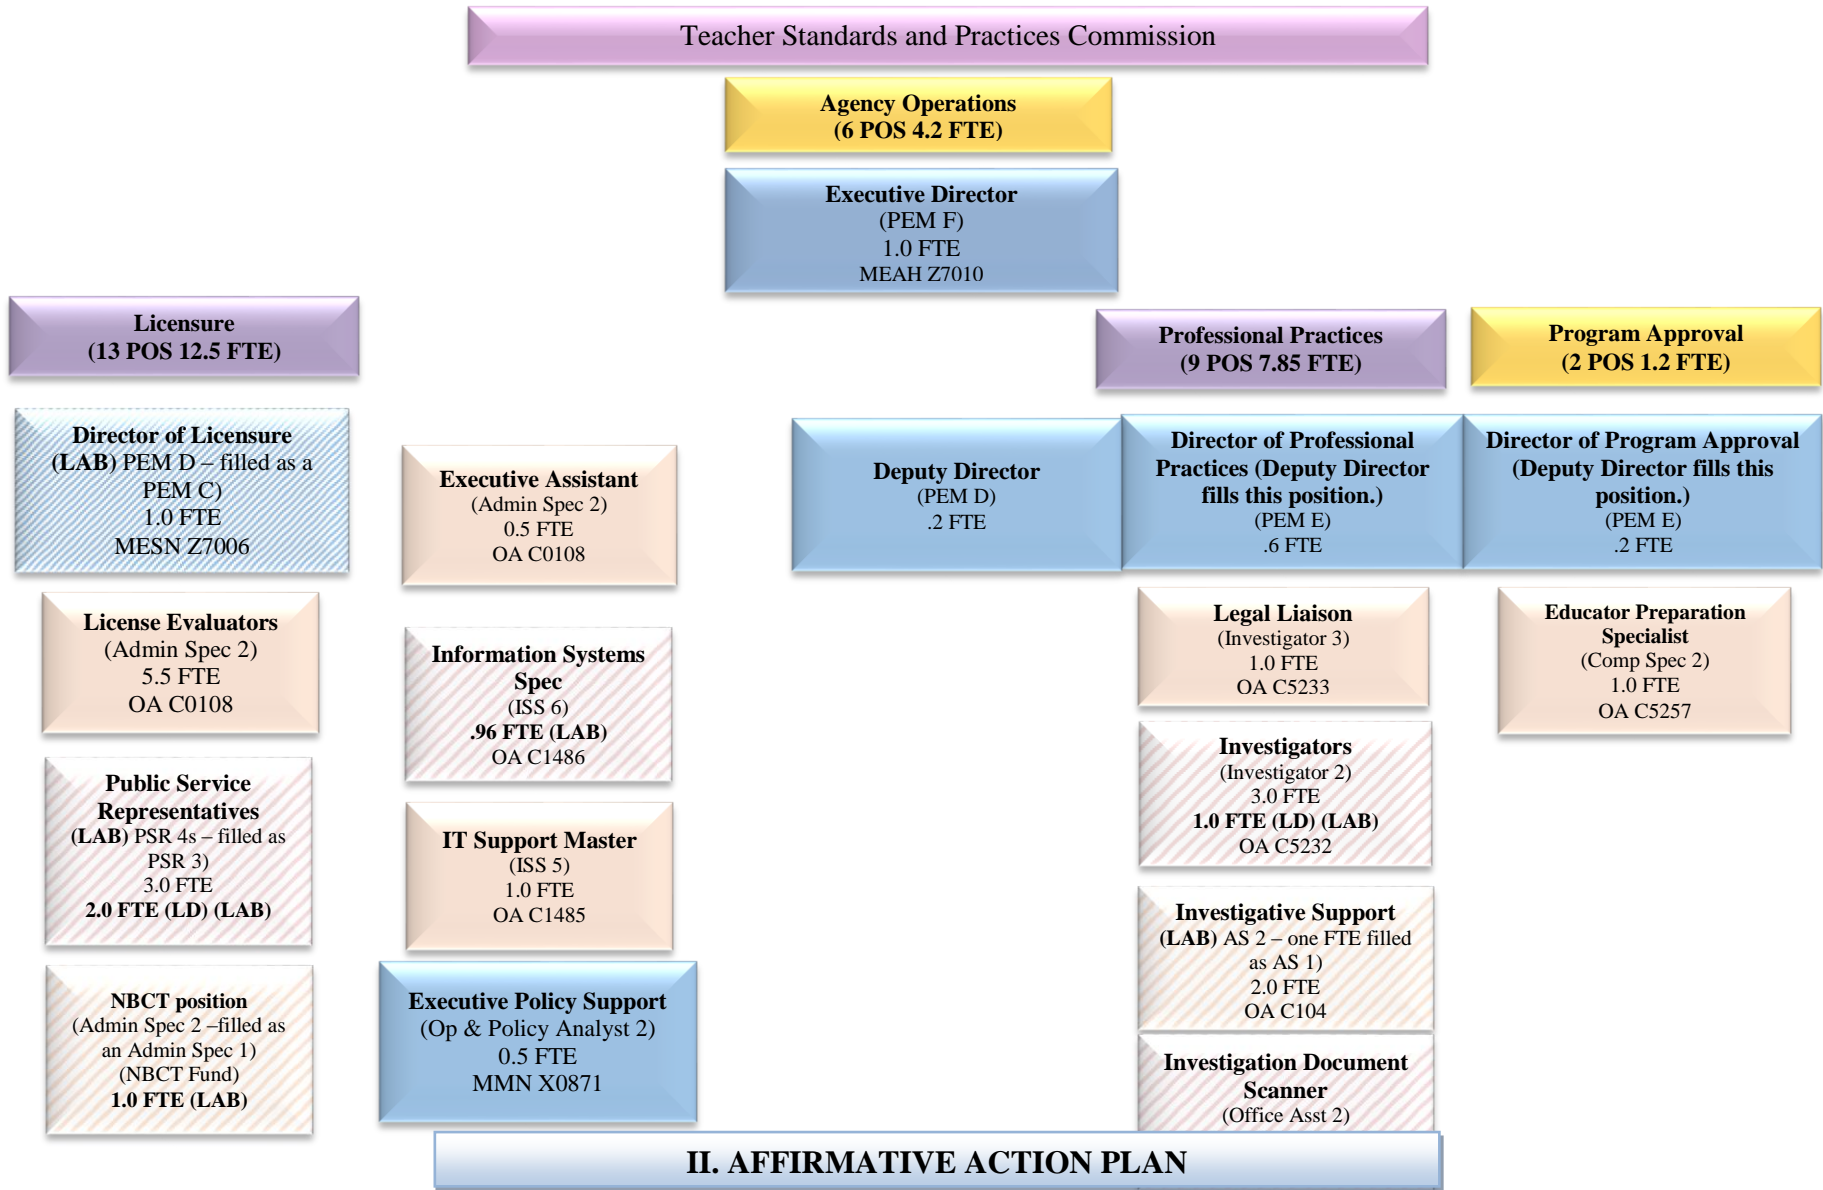 Teacher Standards and Practices Commission
Agency Operations
(6 POS 4.2 FTE)
Executive Director
(PEM F)
1.0 FTE
MEAH Z7010
Licensure
(13 POS 12.5 FTE)
Professional Practices
(9 POS 7.85 FTE)
Program Approval
(2 POS 1.2 FTE)
Director of Licensure
(LAB) PEM D – filled as a
PEM C)
1.0 FTE
MESN Z7006
License Evaluators
(Admin Spec 2)
5.5 FTE
OA C0108
Public Service
Representatives
(LAB) PSR 4s – filled as
PSR 3)
3.0 FTE
2.0 FTE (LD) (LAB)
NBCT position
(Admin Spec 2 –filled as
an Admin Spec 1)
(NBCT Fund)
1.0 FTE (LAB)
Executive Assistant
(Admin Spec 2)
0.5 FTE
OA C0108
Information Systems
Spec
(ISS 6)
.96 FTE (LAB)
OA C1486
IT Support Master
(ISS 5)
1.0 FTE
OA C1485
Executive Policy Support
(Op & Policy Analyst 2)
0.5 FTE
MMN X0871
Deputy Director
(PEM D)
.2 FTE
Director of Professional
Practices (Deputy Director
fills this position.)
(PEM E)
.6 FTE
Legal Liaison
(Investigator 3)
1.0 FTE
OA C5233
Investigators
(Investigator 2)
3.0 FTE
1.0 FTE (LD) (LAB)
OA C5232
Investigative Support
(LAB) AS 2 – one FTE filled
as AS 1)
2.0 FTE
OA C104
Investigation Document
Scanner
(Office Asst 2)
Director of Program Approval
(Deputy Director fills this
position.)
(PEM E)
.2 FTE
Educator Preparation
Specialist
(Comp Spec 2)
1.0 FTE
OA C5257
II. AFFIRMATIVE ACTION PLAN